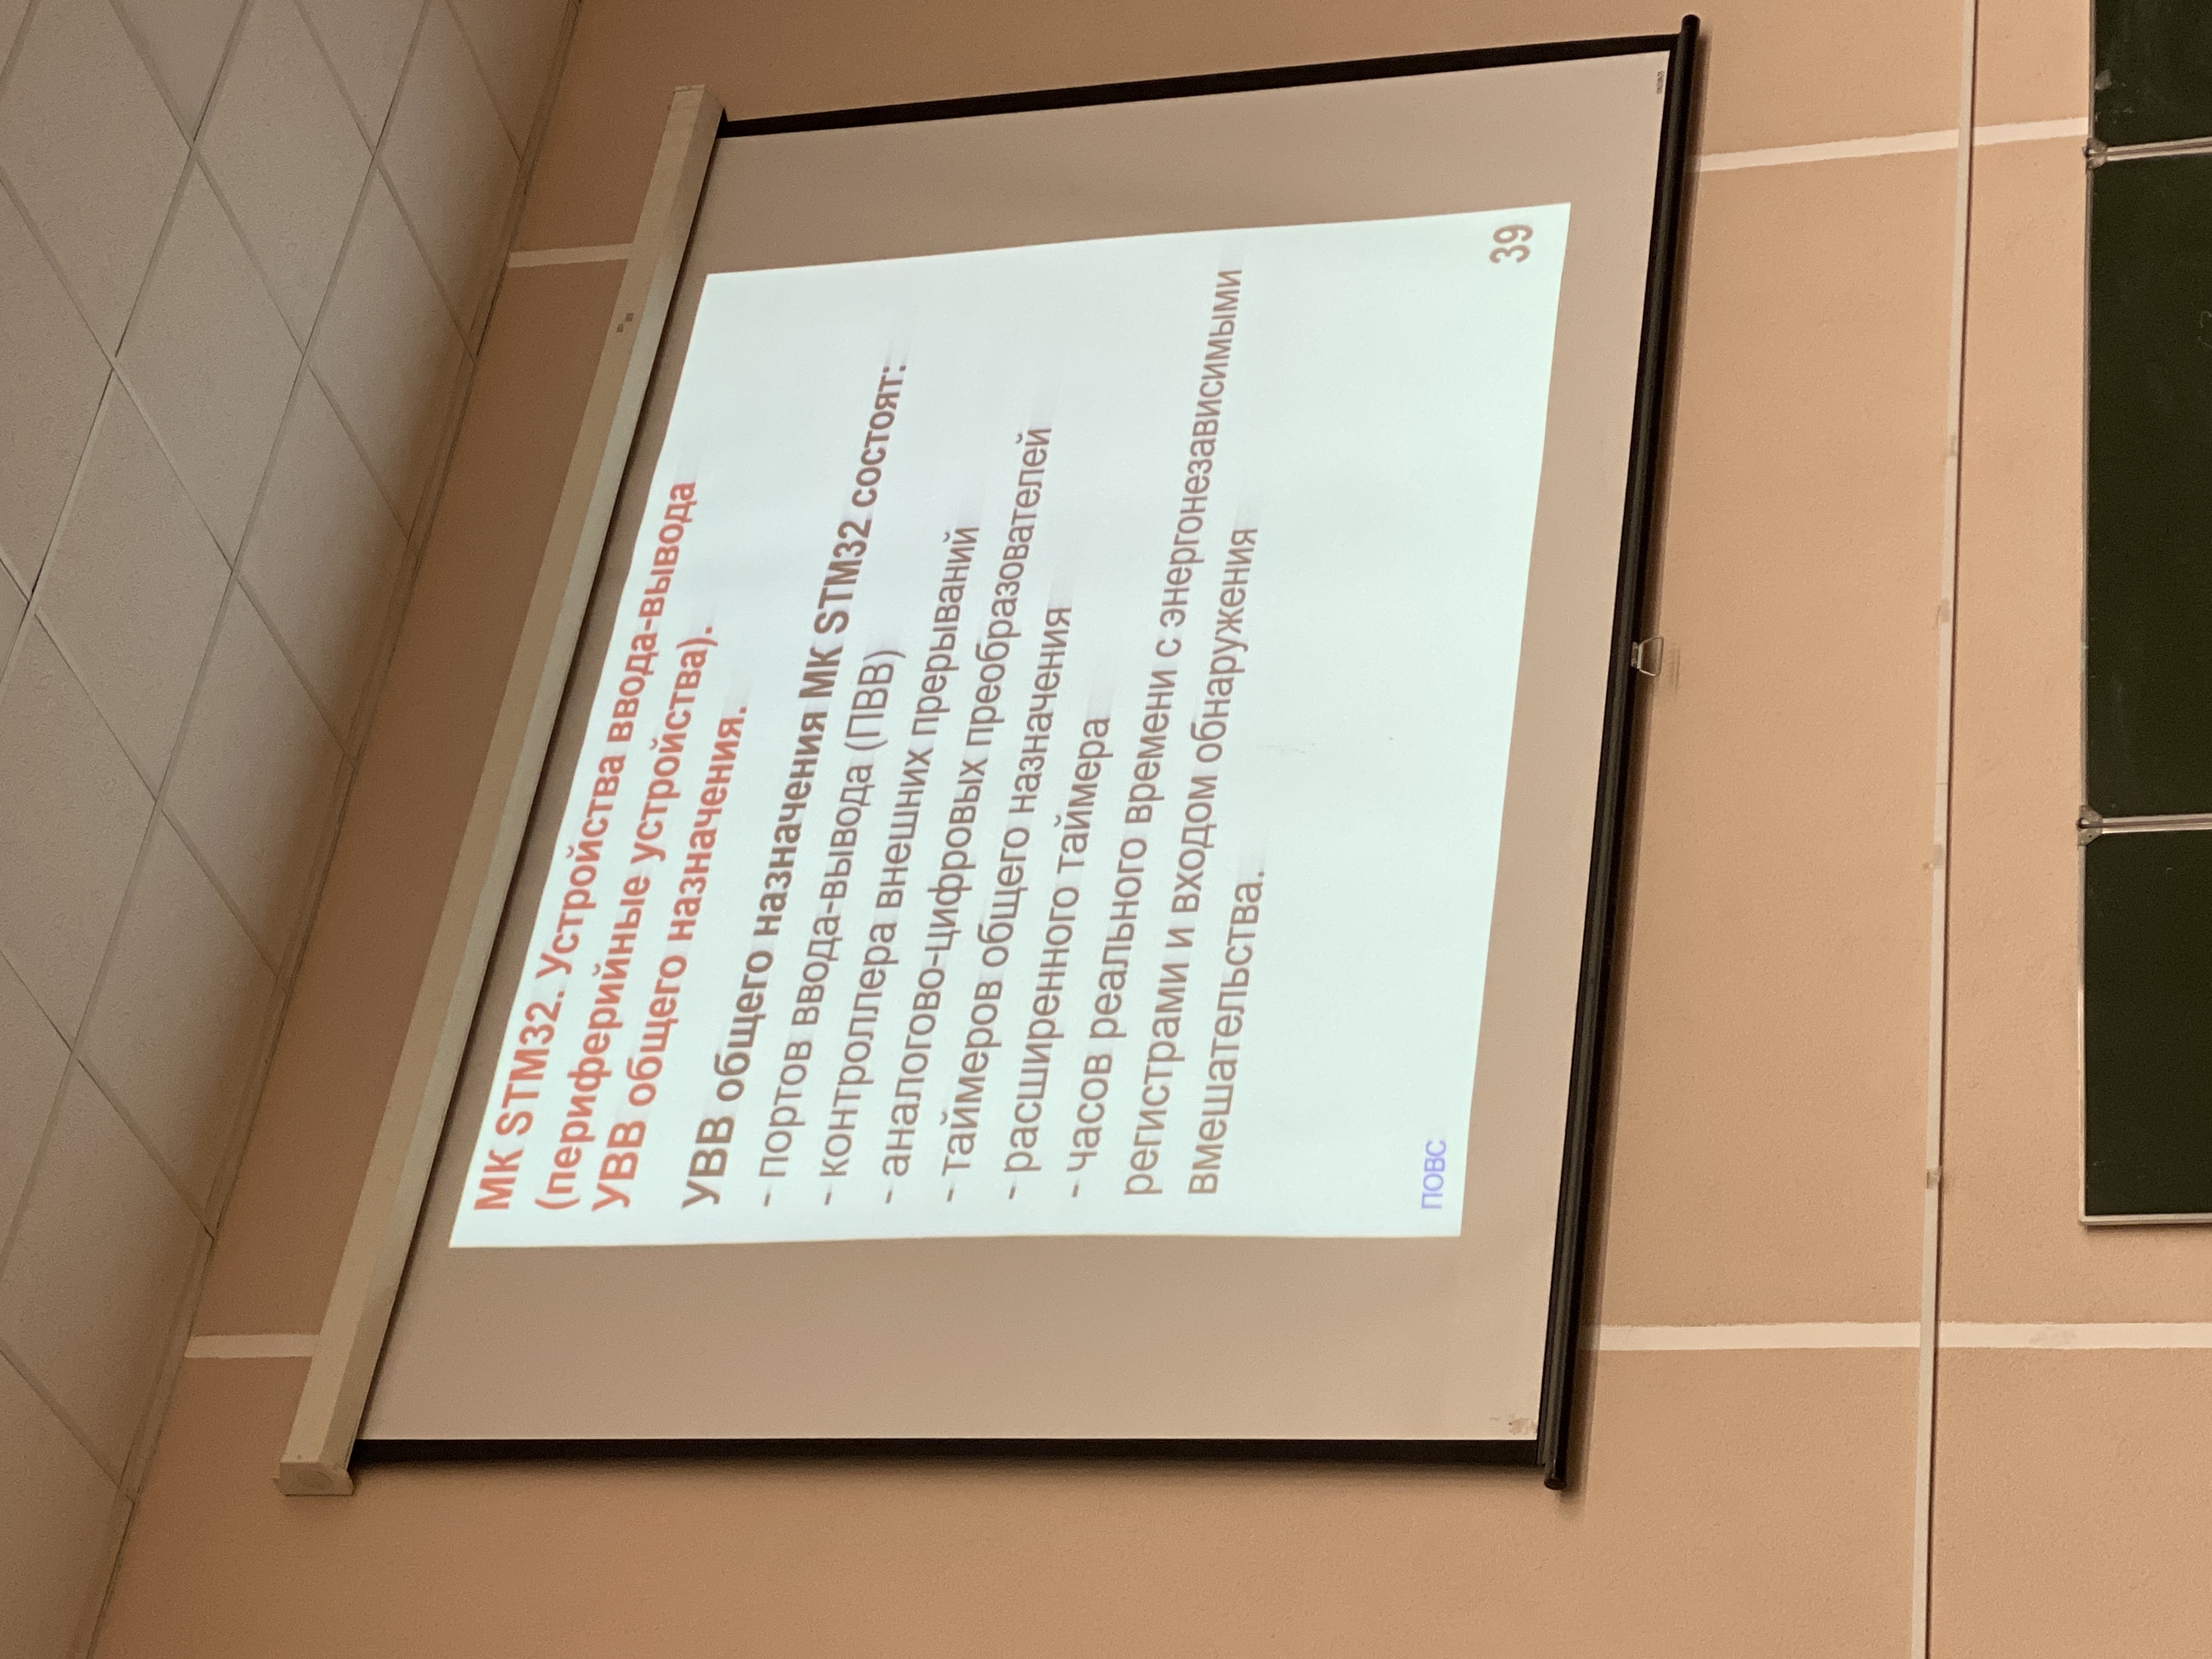 МК STM32. Устройства ввода-вывода
(периферийные устройства).
УВВ общего назначения.
УВВ общего назначения МК STM32 состоят:
- портов ввода-вывода (ПВВ)
- контроллера внешних прерываний
- аналогово-цифровых преобразователей
- таймеров общего назначения
- расширенного таймера
- часов реального времени с энергонезависимыми
регистрами и входом обнаружения
вмешательства.
ПОВС
39